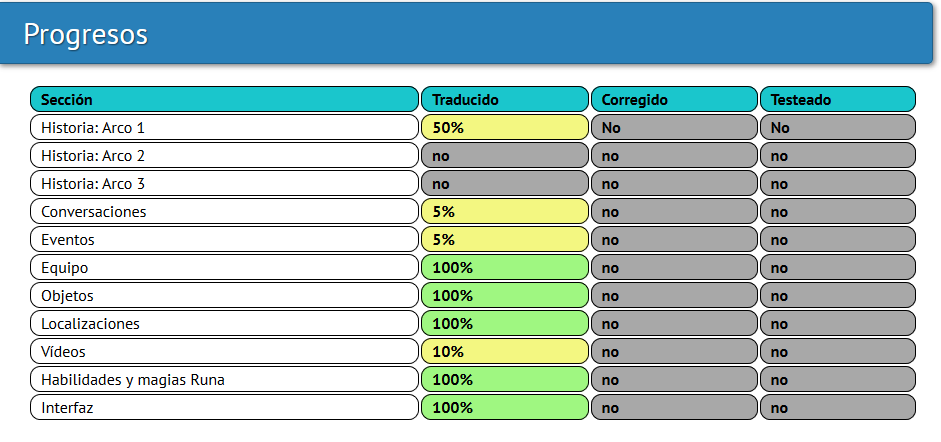 Progresos
Sección Traducido Corregido Testeado
Historia: Arco 1 50% No No
Historia: Arco 2 no no no
Historia: Arco 3 no no no
Conversaciones 5% no no
Eventos 5% no no
Equipo 100% no no
Objetos 100% no no
Localizaciones 100% no no
Vídeos 10% no no
Habilidades y magias Runa 100% no no
Interfaz 100% no no